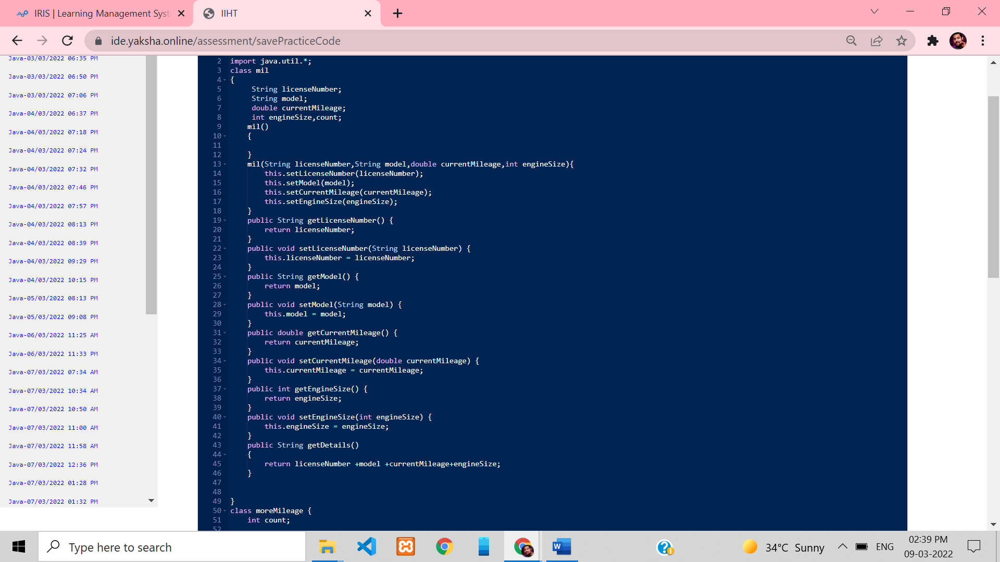 IRIS | Learning Management Syst
IIHT
ide.yaksha.online/assessment/savePracticeCode
Java-03/03/2022 06:35 PM
Java-03/03/2022 06:50 PM
Java-03/03/2022 07:06 PM
Java-04/03/2022 06:37 PM
Java-04/03/2022 07:18 PM
Java-04/03/2022 07:24 PM
Java-04/03/2022 07:32 PM
Java-04/03/2022 07:46 PM
Java-04/03/2022 07:57 PM
Java-04/03/2022 08:13 PM
Java-04/03/2022 08:39 PM
Java-04/03/2022 09:29 PM
Java-04/03/2022 10:15 PM
Java-05/03/2022 08:13 PM
Java-05/03/2022 09:08 PM
Java-06/03/2022 11:25 AM
Java-06/03/2022 11:33 PM
Java-07/03/2022 07:34 AM
Java-07/03/2022 10:34 AM
Java-07/03/2022 10:50 AM
Java-07/03/2022 11:00 AM
Java-07/03/2022 11:58 AM
Java-07/03/2022 12:36 PM
Java-07/03/2022 01:28 PM
Java-07/03/2022 01:32 PM
2 import java.util.*;
3 class mil
4 {
5 String licenseNumber;
6 String model;
7 double currentMileage;
8 int engineSize,count;
9 mil()
10 {
11
12 }
13 mil(String licenseNumber,String model,double currentMileage,int engineSize){
14 this.setLicenseNumber(licenseNumber);
15 this.setModel(model);
16 this.setCurrentMileage(currentMileage);
17 this.setEngineSize(engineSize);
18 }
19 public String getLicenseNumber() {
20 return licenseNumber;
21 }
22 public void setLicenseNumber(String licenseNumber) {
23 this.licenseNumber = licenseNumber;
24 }
25 public String getModel() {
26 return model;
27 }
28 public void setModel(String model) {
29 this.model = model;
30 }
31 public double getCurrentMileage() {
32 return currentMileage;
33 }
34 public void setCurrentMileage(double currentMileage) {
35 this.currentMileage = currentMileage;
36 }
37 public int getEngineSize() {
38 return engineSize;
39 }
40 public void setEngineSize(int engineSize) {
41 this.engineSize = engineSize;
42 }
43 public String getDetails()
44 {
45 return licenseNumber +model +currentMileage+engineSize;
46 }
47
48
49 }
50 class moreMileage {
51 int count;
52
Type here to search
34°C Sunny
ENG
02:39 PM
09-03-2022